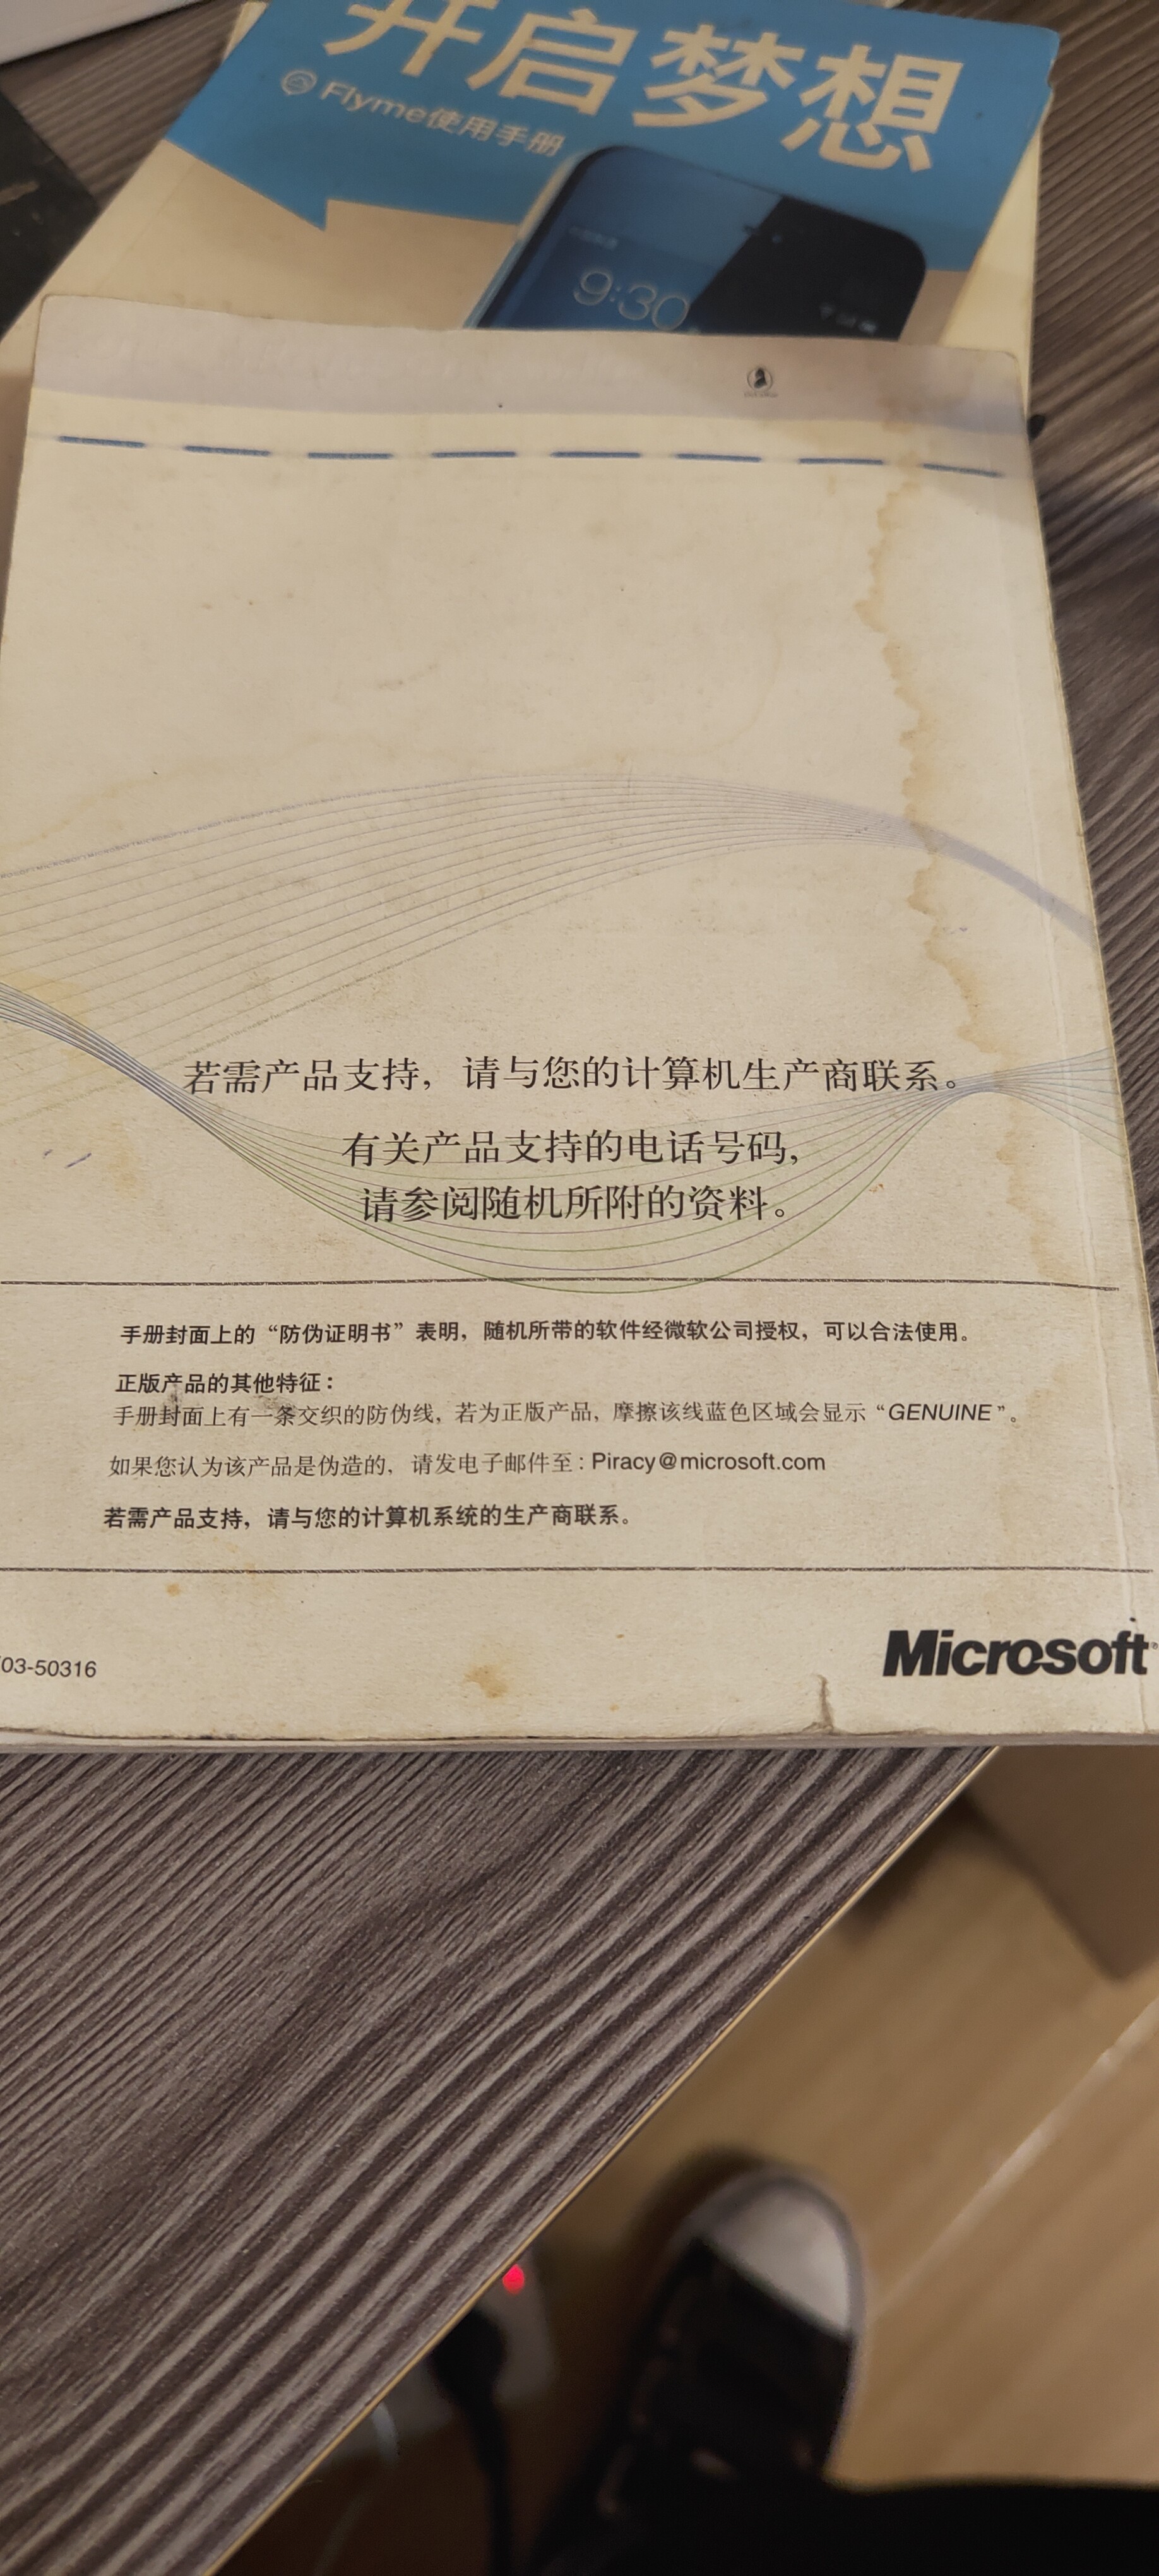 开启梦想
Flyme使用手册
9:30
若需产品支持，请与您的计算机生产商联系。
有关产品支持的电话号码，
请参阅随机所附的资料。
手册封面上的“防伪证明书”表明，随机所带的软件经微软公司授权，可以合法使用。
正版产品的其他特征：
手册封面上有一条交织的防伪线，若为正版产品，摩擦该线蓝色区域会显示“GENUINE”。
如果您认为该产品是伪造的，请发电子邮件至：Piracy@microsoft.com
若需产品支持，请与您的计算机系统的生产商联系。
03-50316
Microsoft